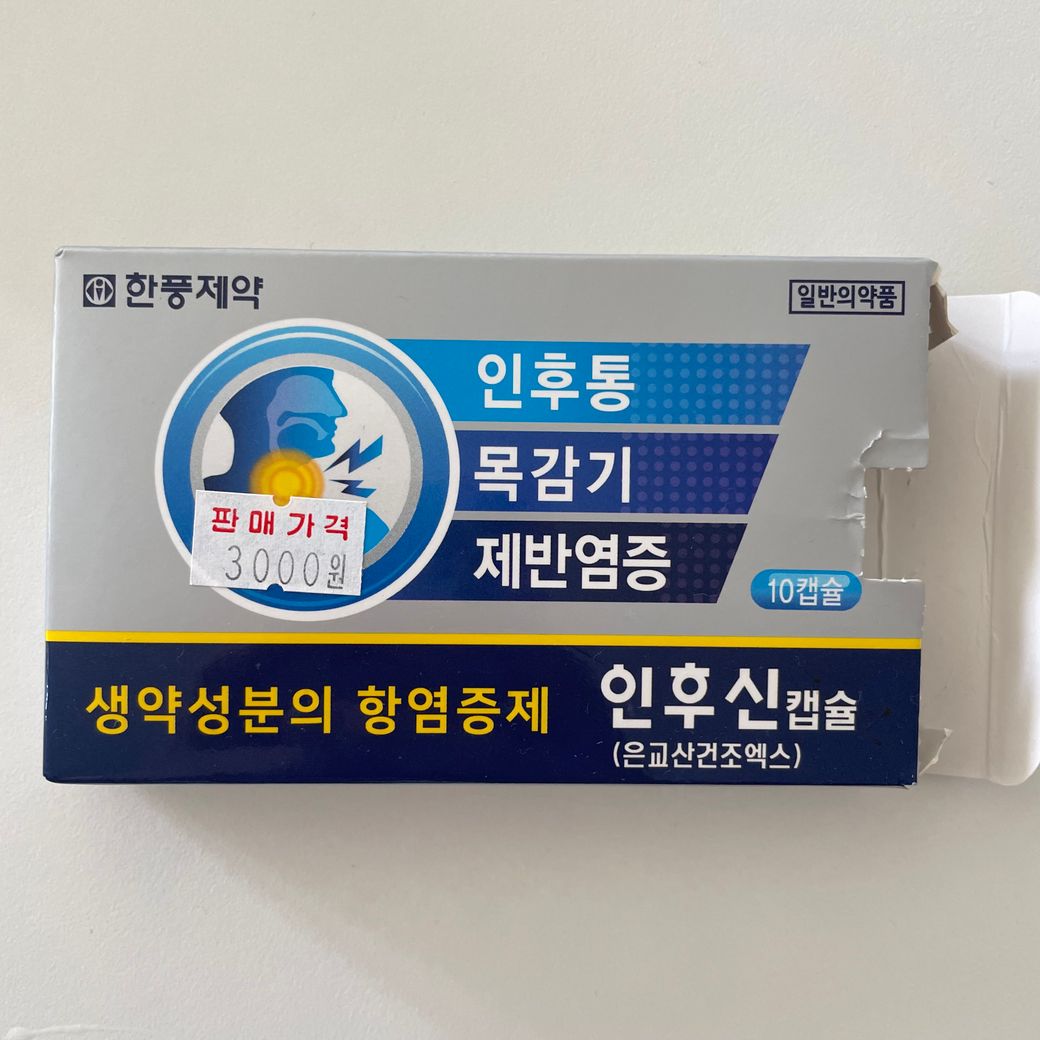 한풍제약
일반의약품
인후통
목감기
제반염증
판매가격
3000원
10캡슐
생약성분의 항염증제
인후신캡슐
(은교산건조엑스)